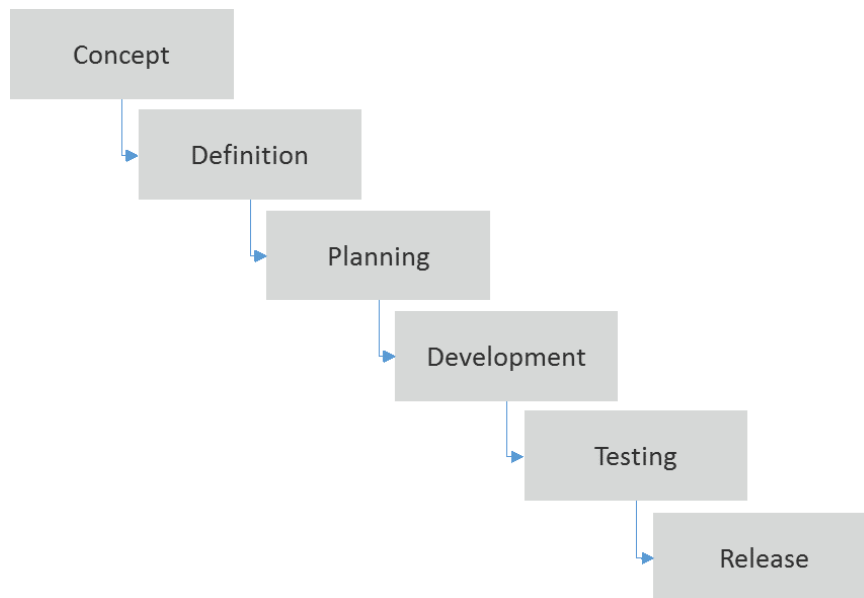 Concept
Definition
Planning
Development
Testing
Release